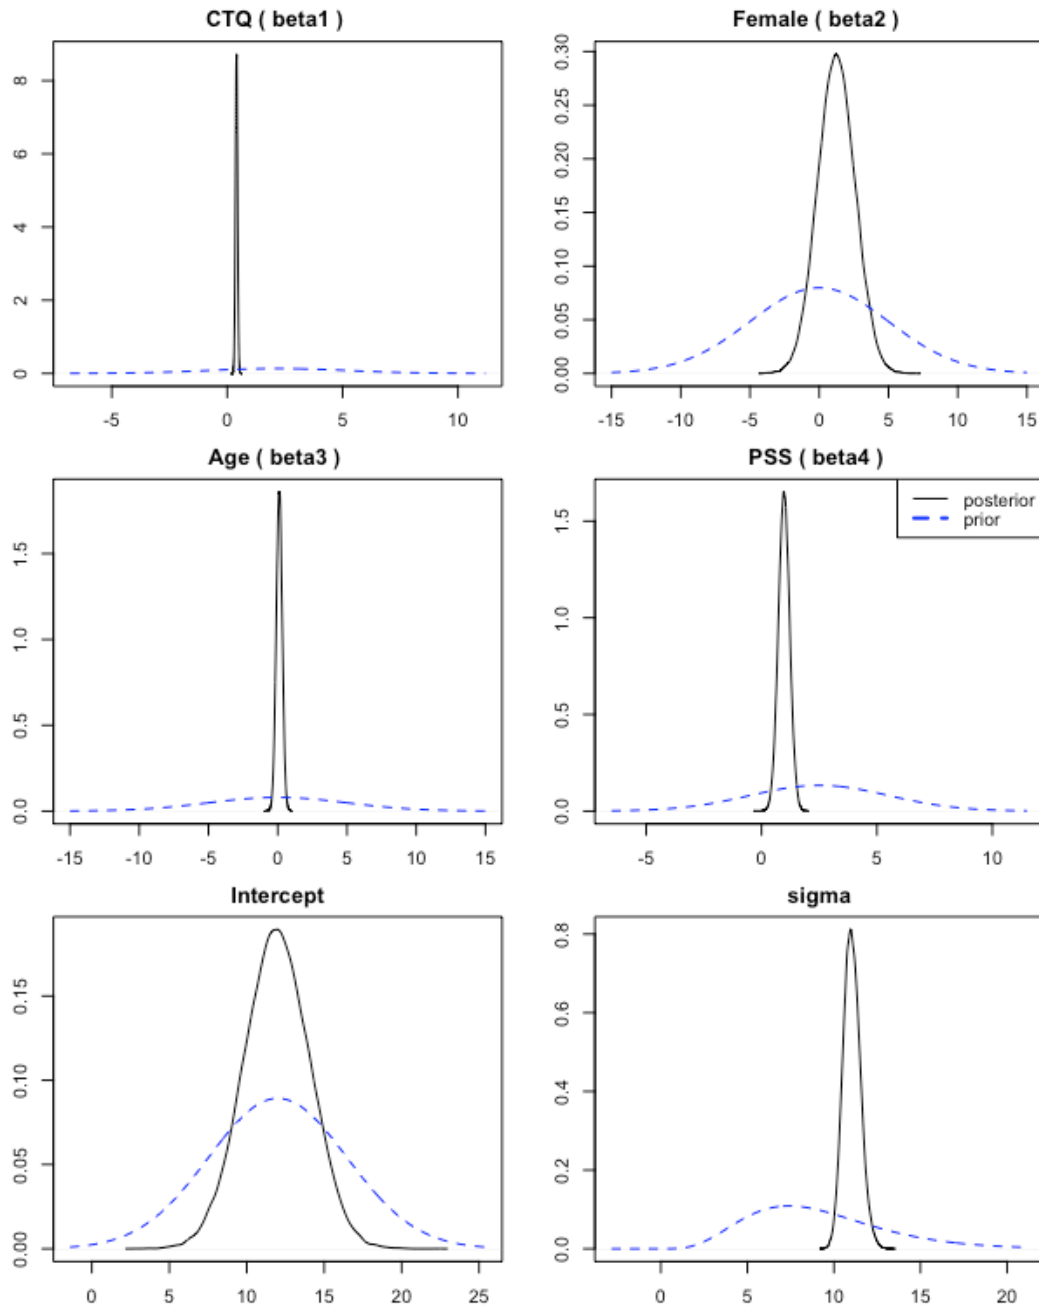 CTQ ( beta1 )
8
6
4
2
0
-5 0 5 10
Female ( beta2 )
0.30
0.25
0.20
0.15
0.10
0.05
0.00
-15 -10 -5 0 5 10 15
Age ( beta3 )
1.5
1.0
0.5
0.0
-15 -10 -5 0 5 10 15
PSS ( beta4 )
posterior
prior
1.5
1.0
0.5
0.0
-5 0 5 10
Intercept
0.15
0.10
0.05
0.00
0 5 10 15 20 25
sigma
0.8
0.6
0.4
0.2
0.0
0 5 10 15 20